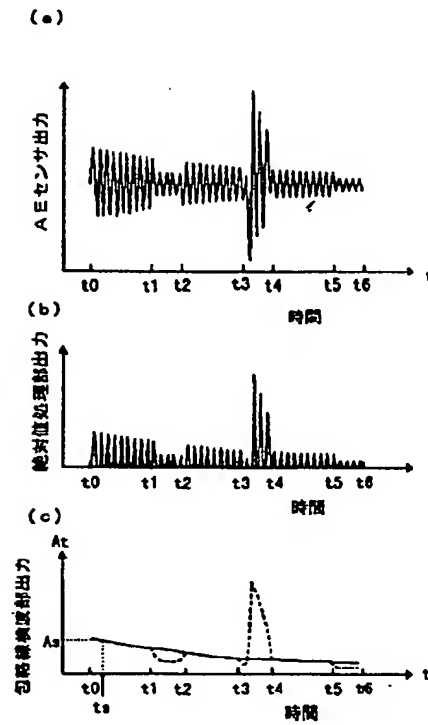 (a)
AEセンサ出力
t0 t1 t2 t3 t4 t5 t6 t
時間
(b)
絶対値処理部出力
t0 t1 t2 t3 t4 t5 t6 t
時間
(c)
At
包絡線検波部出力
As
t0 t1 t2 t3 t4 t5 t6 t
ts
時間